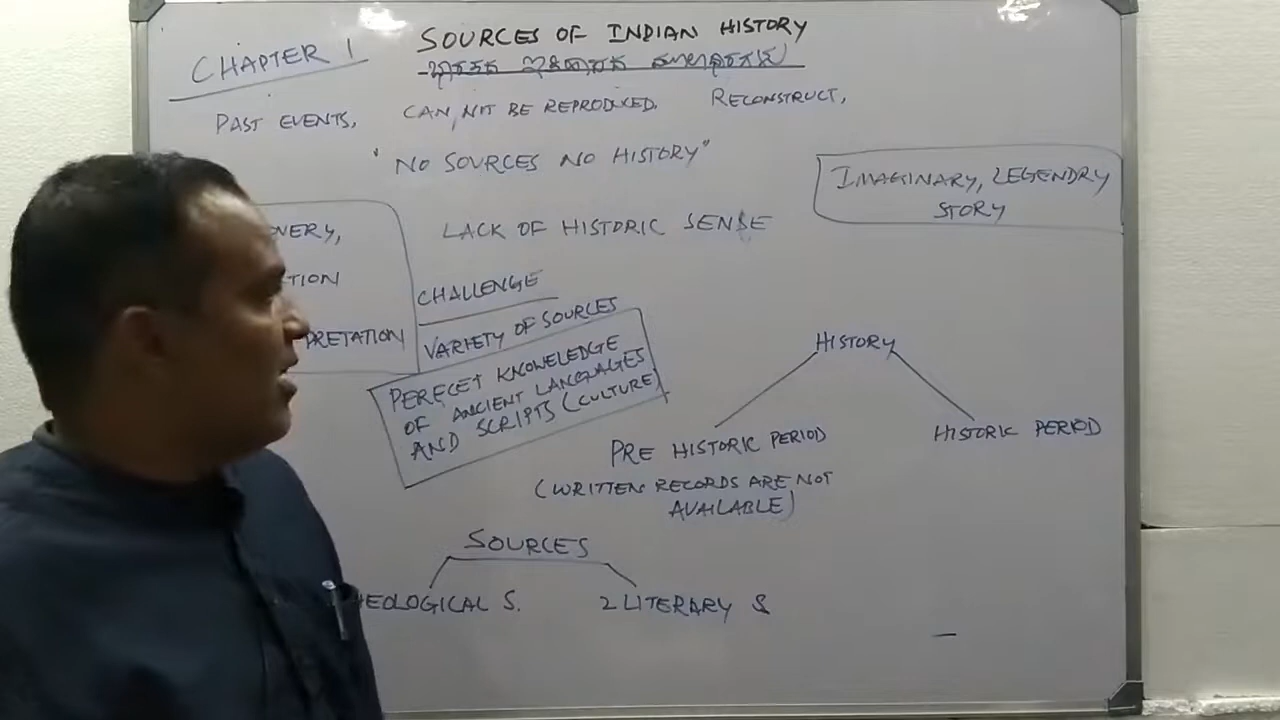 CHAPTER 1
SOURCES OF INDIAN HISTORY
PAST EVENTS, CAN NOT BE REPRODUCED. RECONSTRUCT,
"NO SOURCES NO HISTORY"
IMAGINARY, LEGENDRY
STORY
NERY,
TION
PRETATION
LACK OF HISTORIC SENSE
CHALLENGE
VARIETY OF SOURCES
PERECET KNOWELEDGE
OF ANCIENT LANGUAGES
AND SCRIPTS (CULTURE)
HISTORY
PRE HISTORIC PERIOD
(WRITTEN RECORDS ARE NOT
AVAILABLE)
HISTORIC PERIOD
SOURCES
EOLOGICAL S.
2 LITERARY S